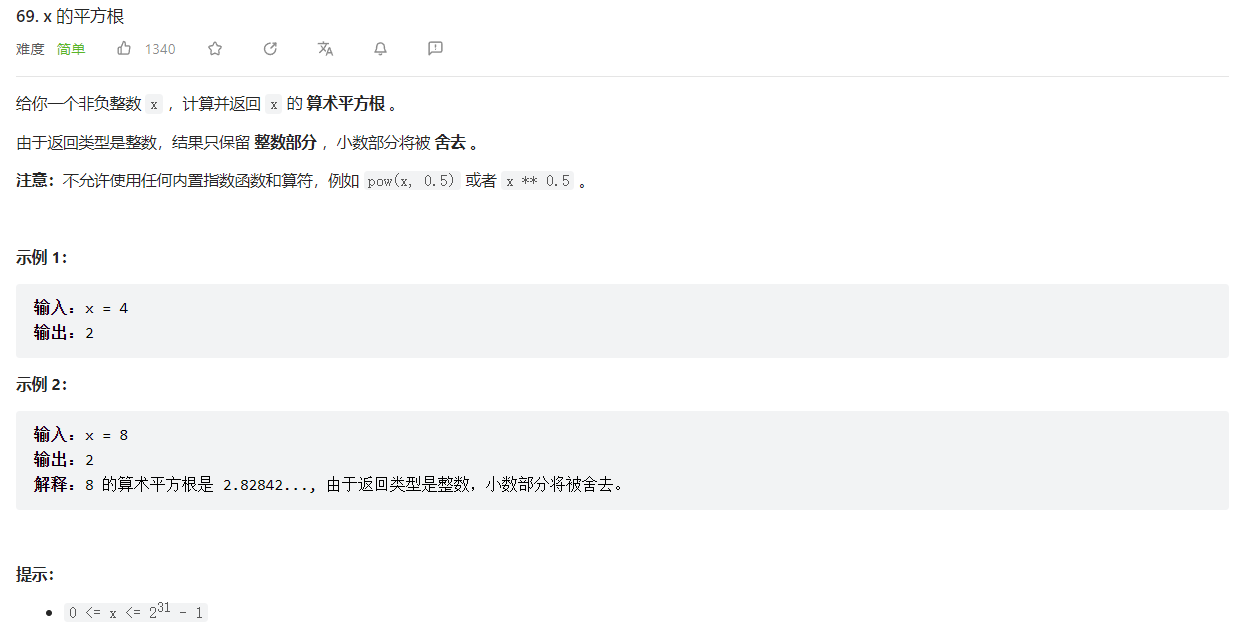 69. x 的平方根
难度 简单 1340
给你一个非负整数 x ，计算并返回 x 的 算术平方根 。
由于返回类型是整数，结果只保留 整数部分 ，小数部分将被 舍去 。
注意：不允许使用任何内置指数函数和算符，例如 pow(x, 0.5) 或者 x ** 0.5 。
示例 1：
输入：x = 4
输出：2
示例 2：
输入：x = 8
输出：2
解释：8 的算术平方根是 2.82842..., 由于返回类型是整数，小数部分将被舍去。
提示：
• 0 <= x <= 2³¹ - 1